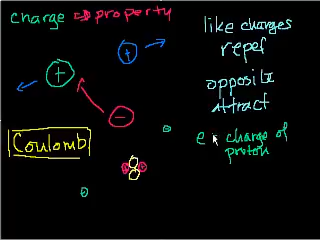 charge => property
like charges
repel
opposite
attract
+
+
−
Coulomb
e charge of
proton
+
+